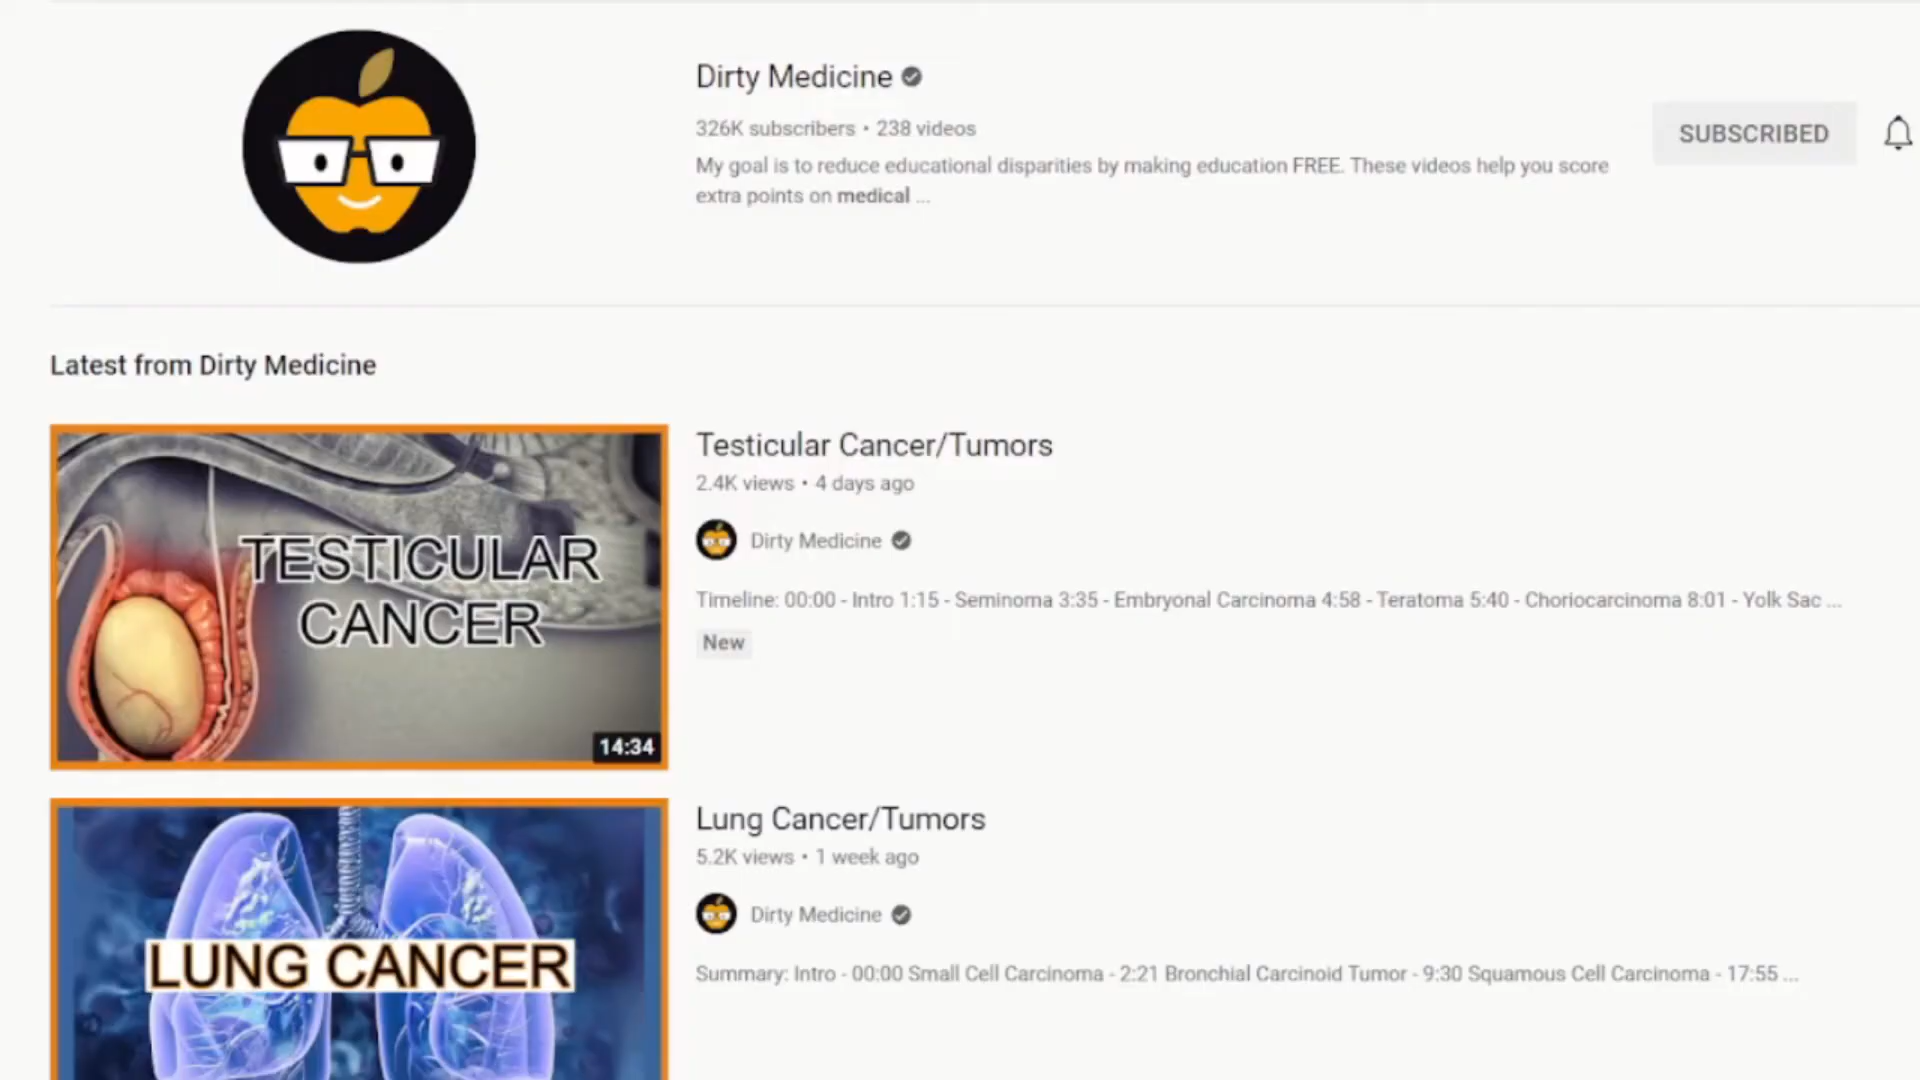 Dirty Medicine
326K subscribers • 238 videos
SUBSCRIBED
My goal is to reduce educational disparities by making education FREE. These videos help you score
extra points on medical ...
Latest from Dirty Medicine
TESTICULAR
CANCER
14:34
Testicular Cancer/Tumors
2.4K views • 4 days ago
Dirty Medicine
Timeline: 00:00 - Intro 1:15 - Seminoma 3:35 - Embryonal Carcinoma 4:58 - Teratoma 5:40 - Choriocarcinoma 8:01 - Yolk Sac ...
New
LUNG CANCER
Lung Cancer/Tumors
5.2K views • 1 week ago
Dirty Medicine
Summary: Intro - 00:00 Small Cell Carcinoma - 2:21 Bronchial Carcinoid Tumor - 9:30 Squamous Cell Carcinoma - 17:55 ...